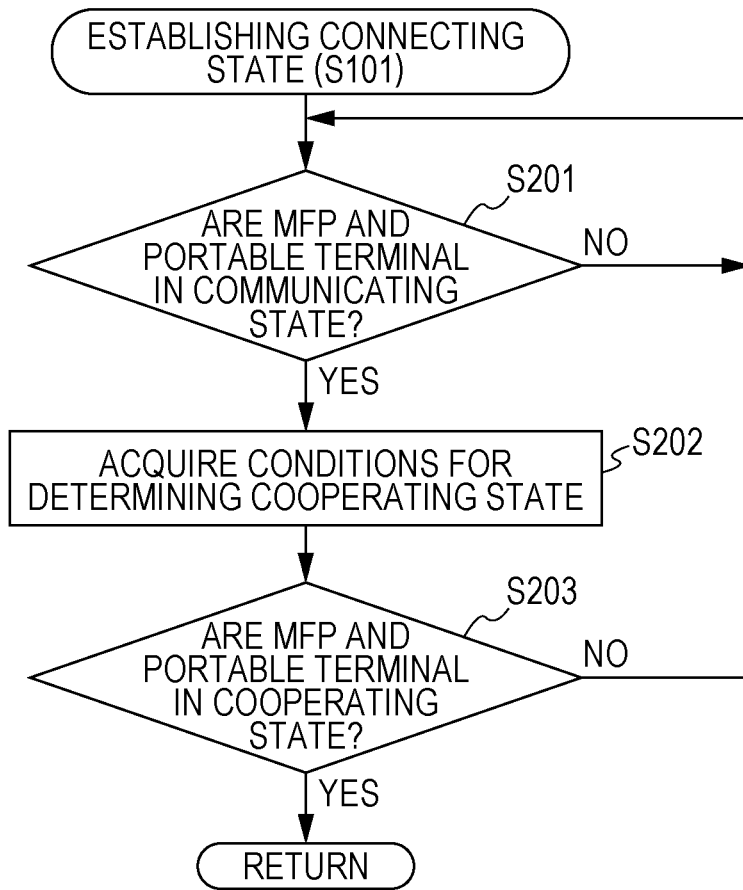 ESTABLISHING CONNECTING
STATE (S101)
S201
ARE MFP AND
PORTABLE TERMINAL
IN COMMUNICATING
STATE?
NO
YES
S202
ACQUIRE CONDITIONS FOR
DETERMINING COOPERATING STATE
S203
ARE MFP AND
PORTABLE TERMINAL
IN COOPERATING
STATE?
NO
YES
RETURN